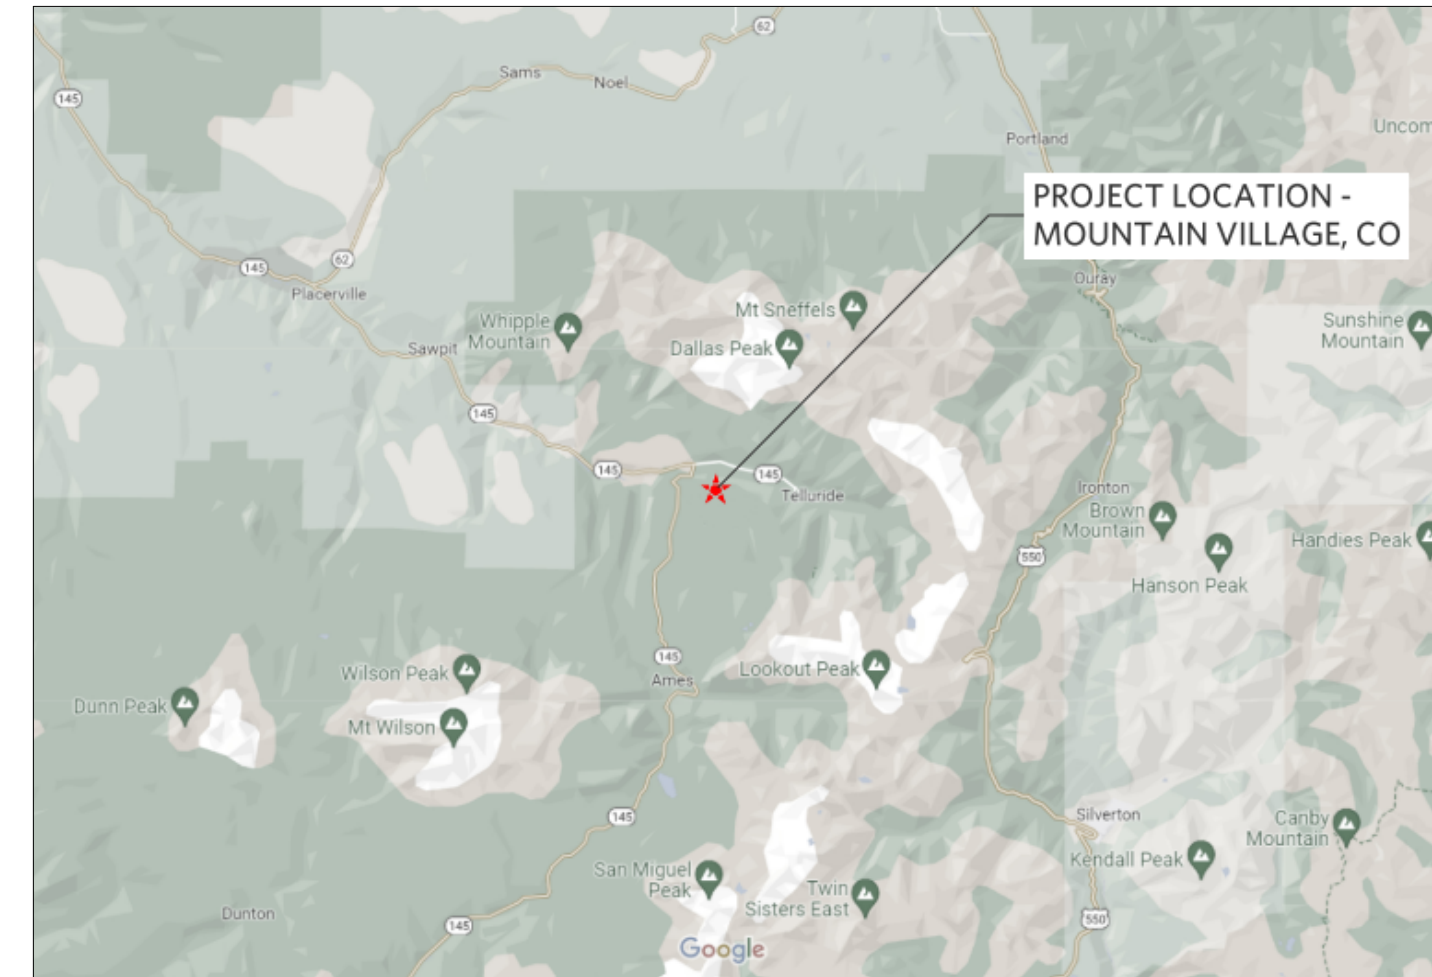 62
Sams
Noel
145
Portland
Uncom
PROJECT LOCATION -
MOUNTAIN VILLAGE, CO
62
145
Placerville
Ouray
Mt Sneffels
Whipple
Mountain
Dallas Peak
Sunshine
Mountain
Sawpit
145
145
145
Telluride
Ironton
Brown
Mountain
550
Handies Peak
Hanson Peak
145
Ames
Wilson Peak
Lookout Peak
Dunn Peak
Mt Wilson
145
Silverton
Canby
Mountain
Kendall Peak
San Miguel
Peak
Twin
Sisters East
Dunton
145
550
Google